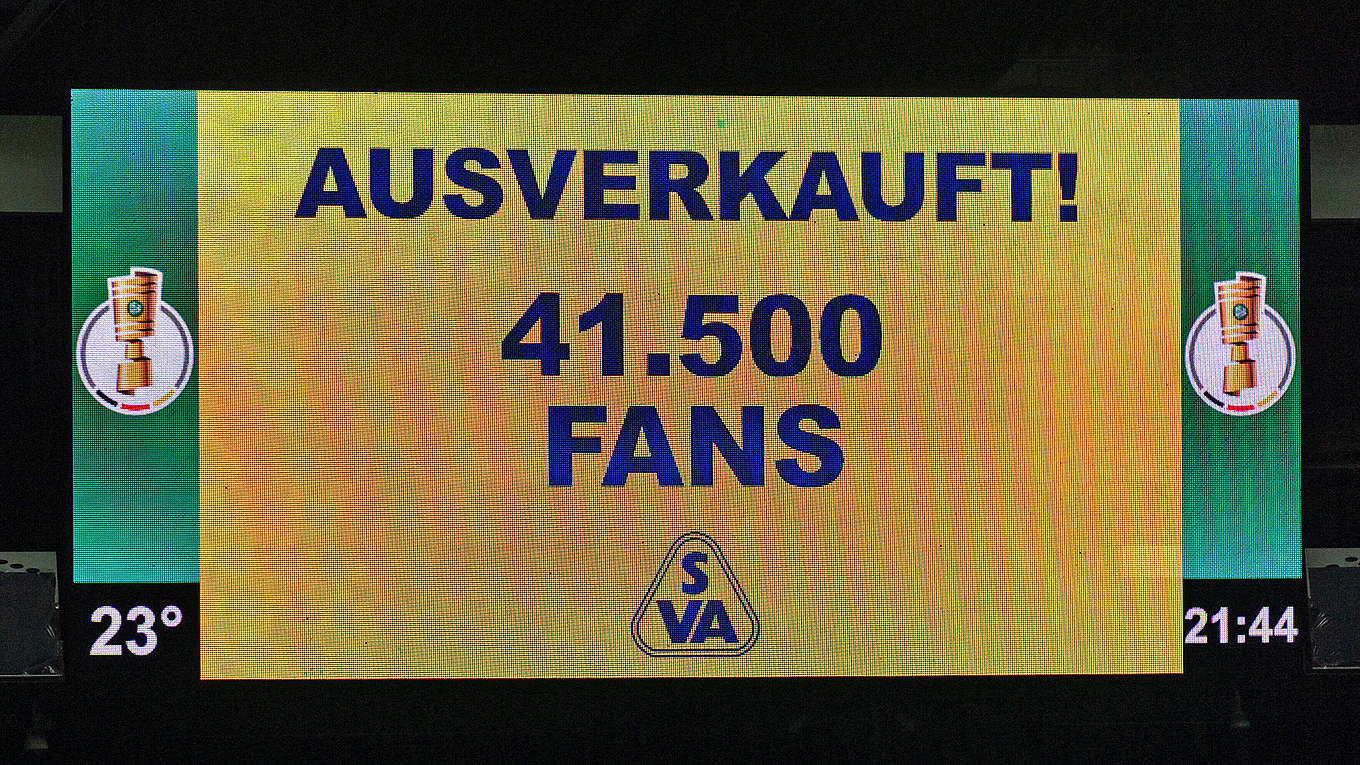 AUSVERKAUFT!
41.500
FANS
S
VA
23°
21:44